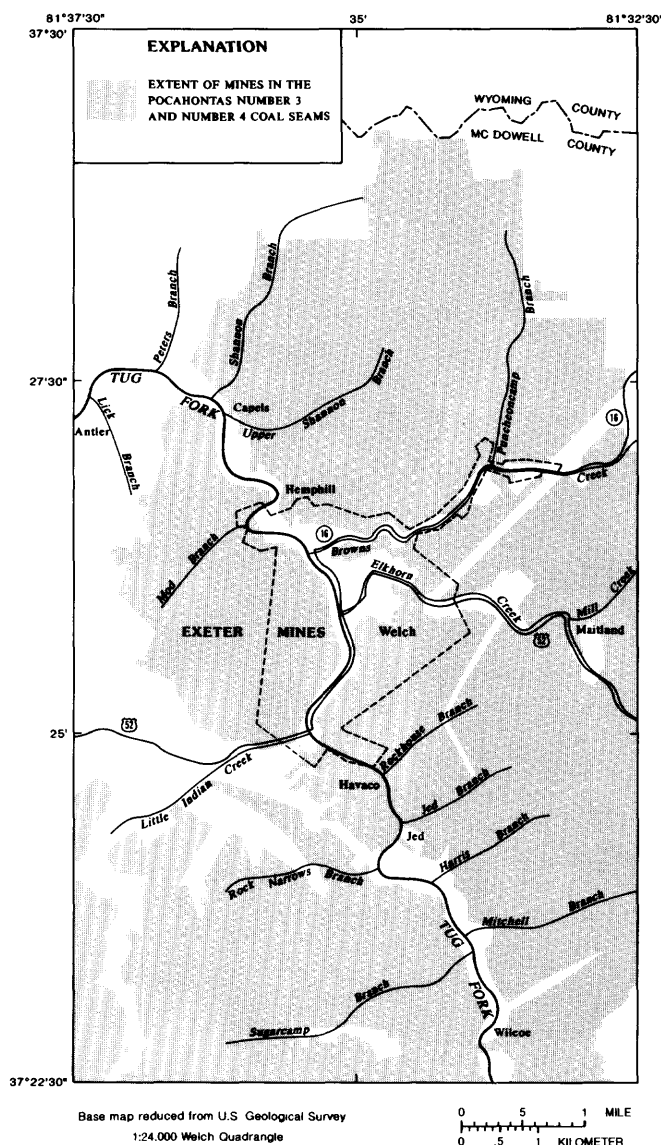 81°37'30"
35'
81°32'30"
37°30'
EXPLANATION
EXTENT OF MINES IN THE
POCAHONTAS NUMBER 3
AND NUMBER 4 COAL SEAMS
WYOMING COUNTY
MC DOWELL COUNTY
Peters Branch
Shannon Branch
Puncheoncamp Branch
27'30"
TUG FORK
Capels
Upper Shannon Branch
Lick Branch
Antler
16
Creek
Hemphill
16
Browns
Mod Branch
Elkhorn Creek
Mill Creek
52
Maitland
EXETER MINES
Welch
25'
52
Rockhouse Branch
Little Indian Creek
Havaco
Jed Branch
Jed
Harris Branch
Rock Narrows Branch
Mitchell Branch
TUG FORK
Sugarcamp Branch
Wilcoe
37°22'30"
Base map reduced from U.S. Geological Survey
1:24.000 Welch Quadrangle
0 5 1 MILE
0 .5 1 KILOMETER